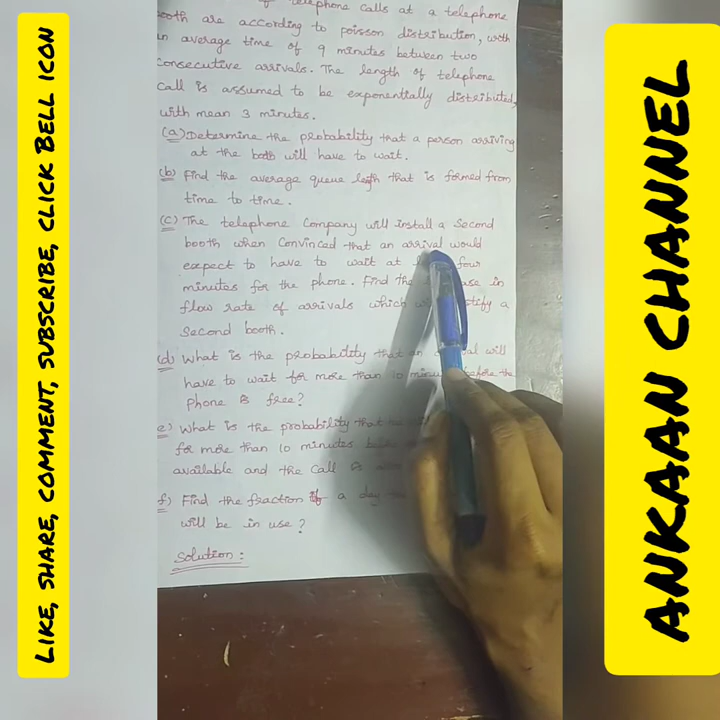 LIKE, SHARE, COMMENT, SUBSCRIBE, CLICK BELL ICON
of telephone calls at a telephone
booth are according to poisson distribution, with
an average time of 9 minutes between two
consecutive arrivals. The length of telephone
call is assumed to be exponentially distributed,
with mean 3 minutes.
(a) Determine the probability that a person arriving
at the booth will have to wait.
(b) Find the average queue length that is formed from
time to time.
(c) The telephone company will install a second
booth when convinced that an arrival would
expect to have to wait at four
minutes for the phone. Find the in
flow rate of arrivals which a
second booth.
(d) What is the probability that an will
have to wait for more than 10 before the
phone is free?
e) What is the probability that
for more than 10 minutes
available and the call is
f) Find the fraction of a day
will be in use?
Solution:
ANKAAN CHANNEL